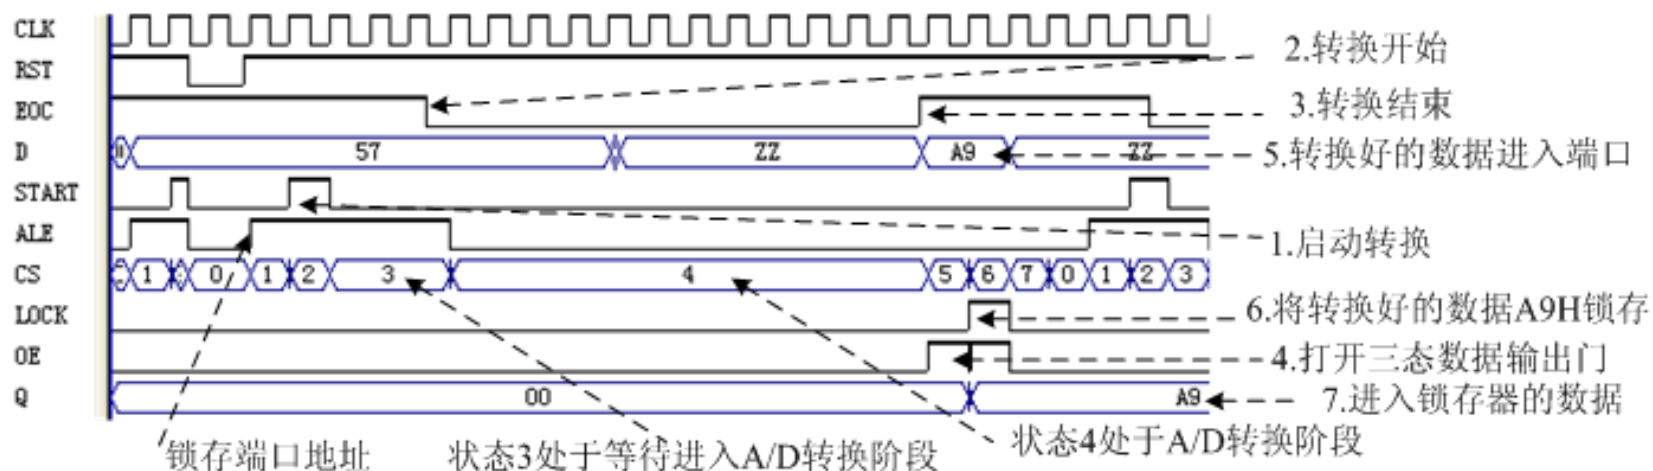 CLK
2.转换开始
RST
EOC
3.转换结束
D 57 ZZ A9 ZZ
5.转换好的数据进入端口
START
ALE
1.启动转换
CS 1 0 1 2 3 4 5 6 7 0 1 2 3
LOCK
6.将转换好的数据A9H锁存
OE
4.打开三态数据输出门
Q 00 A9
7.进入锁存器的数据
锁存端口地址 状态3处于等待进入A/D转换阶段 状态4处于A/D转换阶段